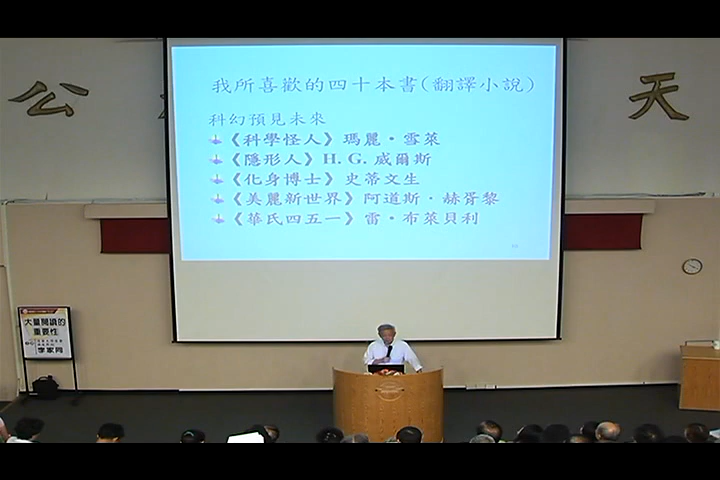 公
天
我所喜歡的四十本書(翻譯小說)
科幻預見未來
《科學怪人》瑪麗·雪萊
《隱形人》H. G. 威爾斯
《化身博士》史蒂文生
《美麗新世界》阿道斯·赫胥黎
《華氏四五一》雷·布萊貝利
大量閱讀的
重要性
李家同